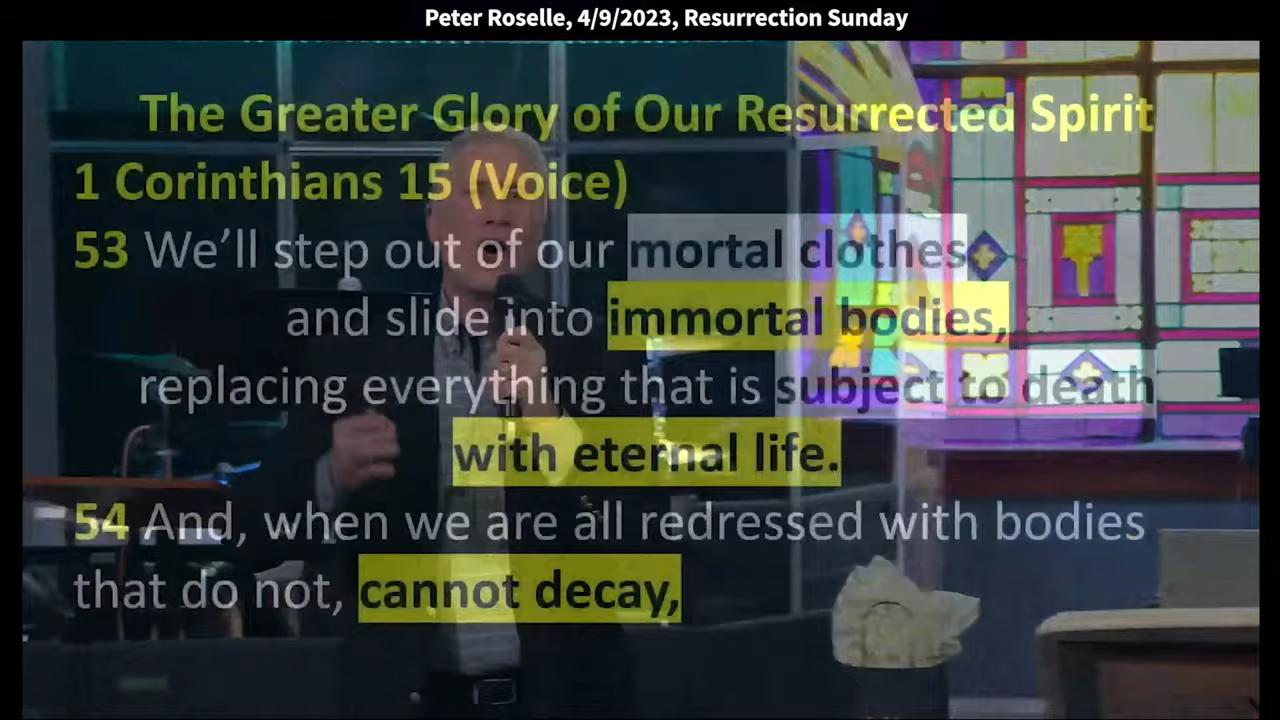 Peter Roselle, 4/9/2023, Resurrection Sunday
The Greater Glory of Our Resurrected Spirit
1 Corinthians 15 (Voice)
53 We’ll step out of our mortal clothes
and slide into immortal bodies,
replacing everything that is subject to death
with eternal life.
54 And, when we are all redressed with bodies
that do not, cannot decay,